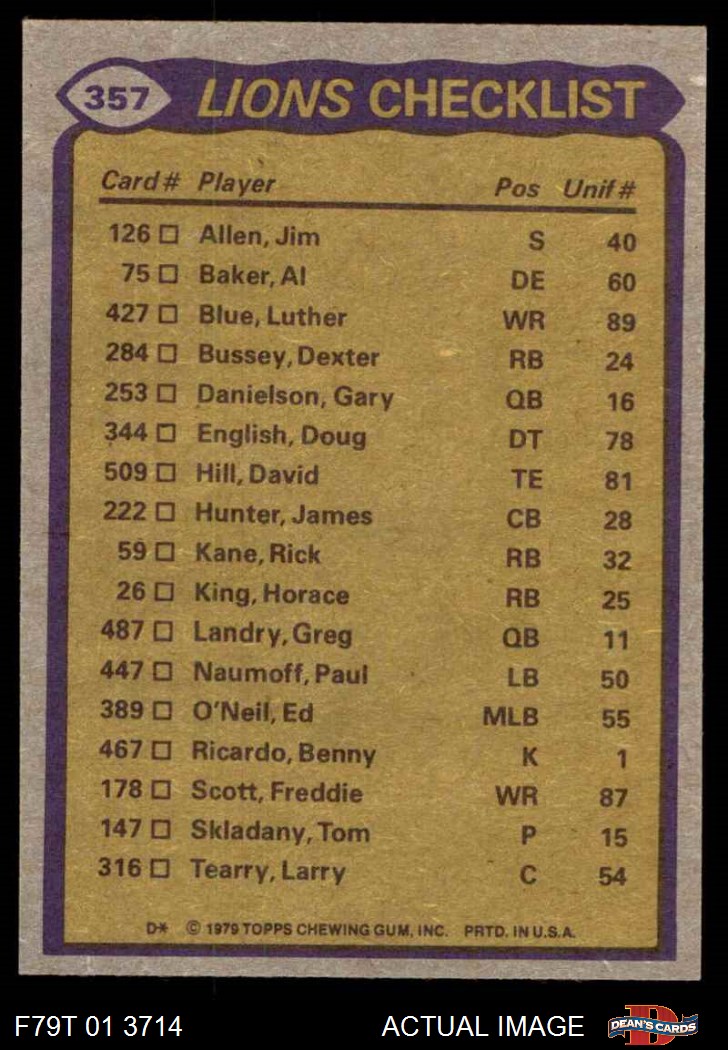 357 LIONS CHECKLIST
Card # Player Pos Unif #
126 □ Allen, Jim S 40
75 □ Baker, Al DE 60
427 □ Blue, Luther WR 89
284 □ Bussey, Dexter RB 24
253 □ Danielson, Gary QB 16
344 □ English, Doug DT 78
509 □ Hill, David TE 81
222 □ Hunter, James CB 28
59 □ Kane, Rick RB 32
26 □ King, Horace RB 25
487 □ Landry, Greg QB 11
447 □ Naumoff, Paul LB 50
389 □ O'Neil, Ed MLB 55
467 □ Ricardo, Benny K 1
178 □ Scott, Freddie WR 87
147 □ Skladany, Tom P 15
316 □ Tearry, Larry C 54
D* © 1979 TOPPS CHEWING GUM, INC. PRTD. IN U.S.A.
F79T 01 3714 ACTUAL IMAGE D DEAN'S CARDS